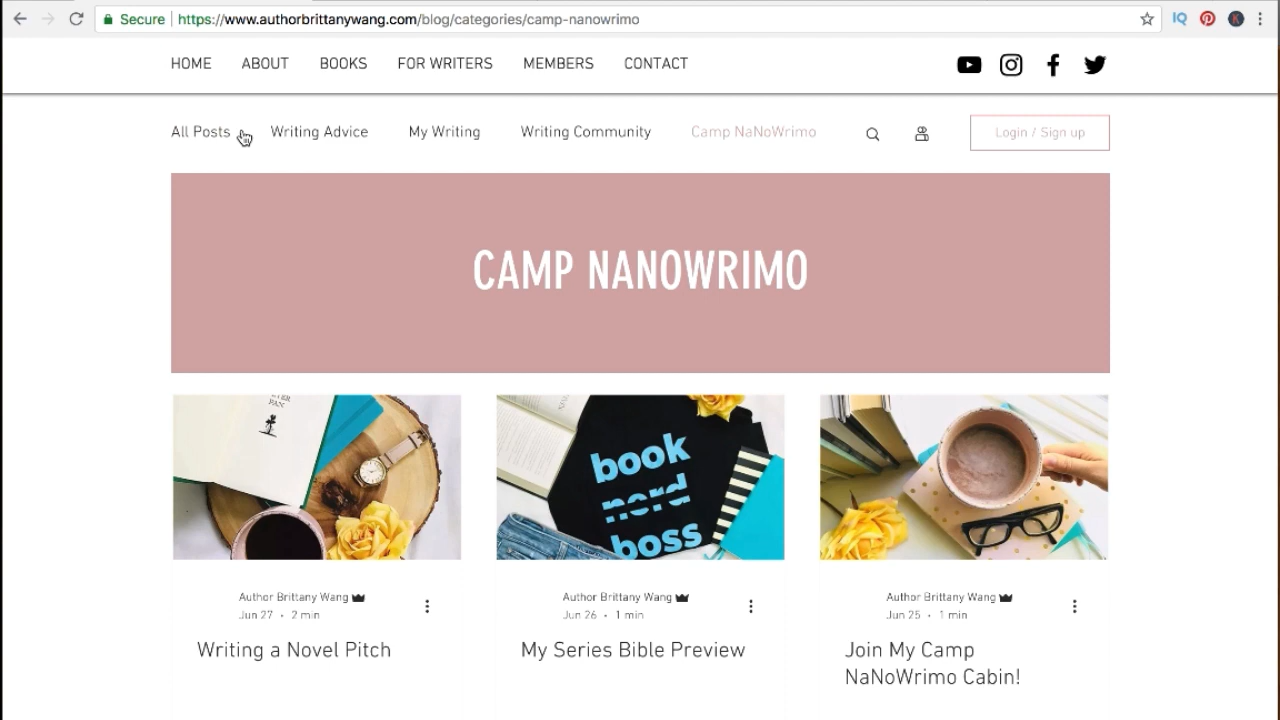 Secure https://www.authorbrittanywang.com/blog/categories/camp-nanowrimo
IQ
K
HOME ABOUT BOOKS FOR WRITERS MEMBERS CONTACT
All Posts Writing Advice My Writing Writing Community Camp NaNoWrimo Login / Sign up
CAMP NANOWRIMO
PAN
book
nerd
boss
Author Brittany Wang
Jun 27 · 2 min
Writing a Novel Pitch
Author Brittany Wang
Jun 26 · 1 min
My Series Bible Preview
Author Brittany Wang
Jun 25 · 1 min
Join My Camp
NaNoWrimo Cabin!